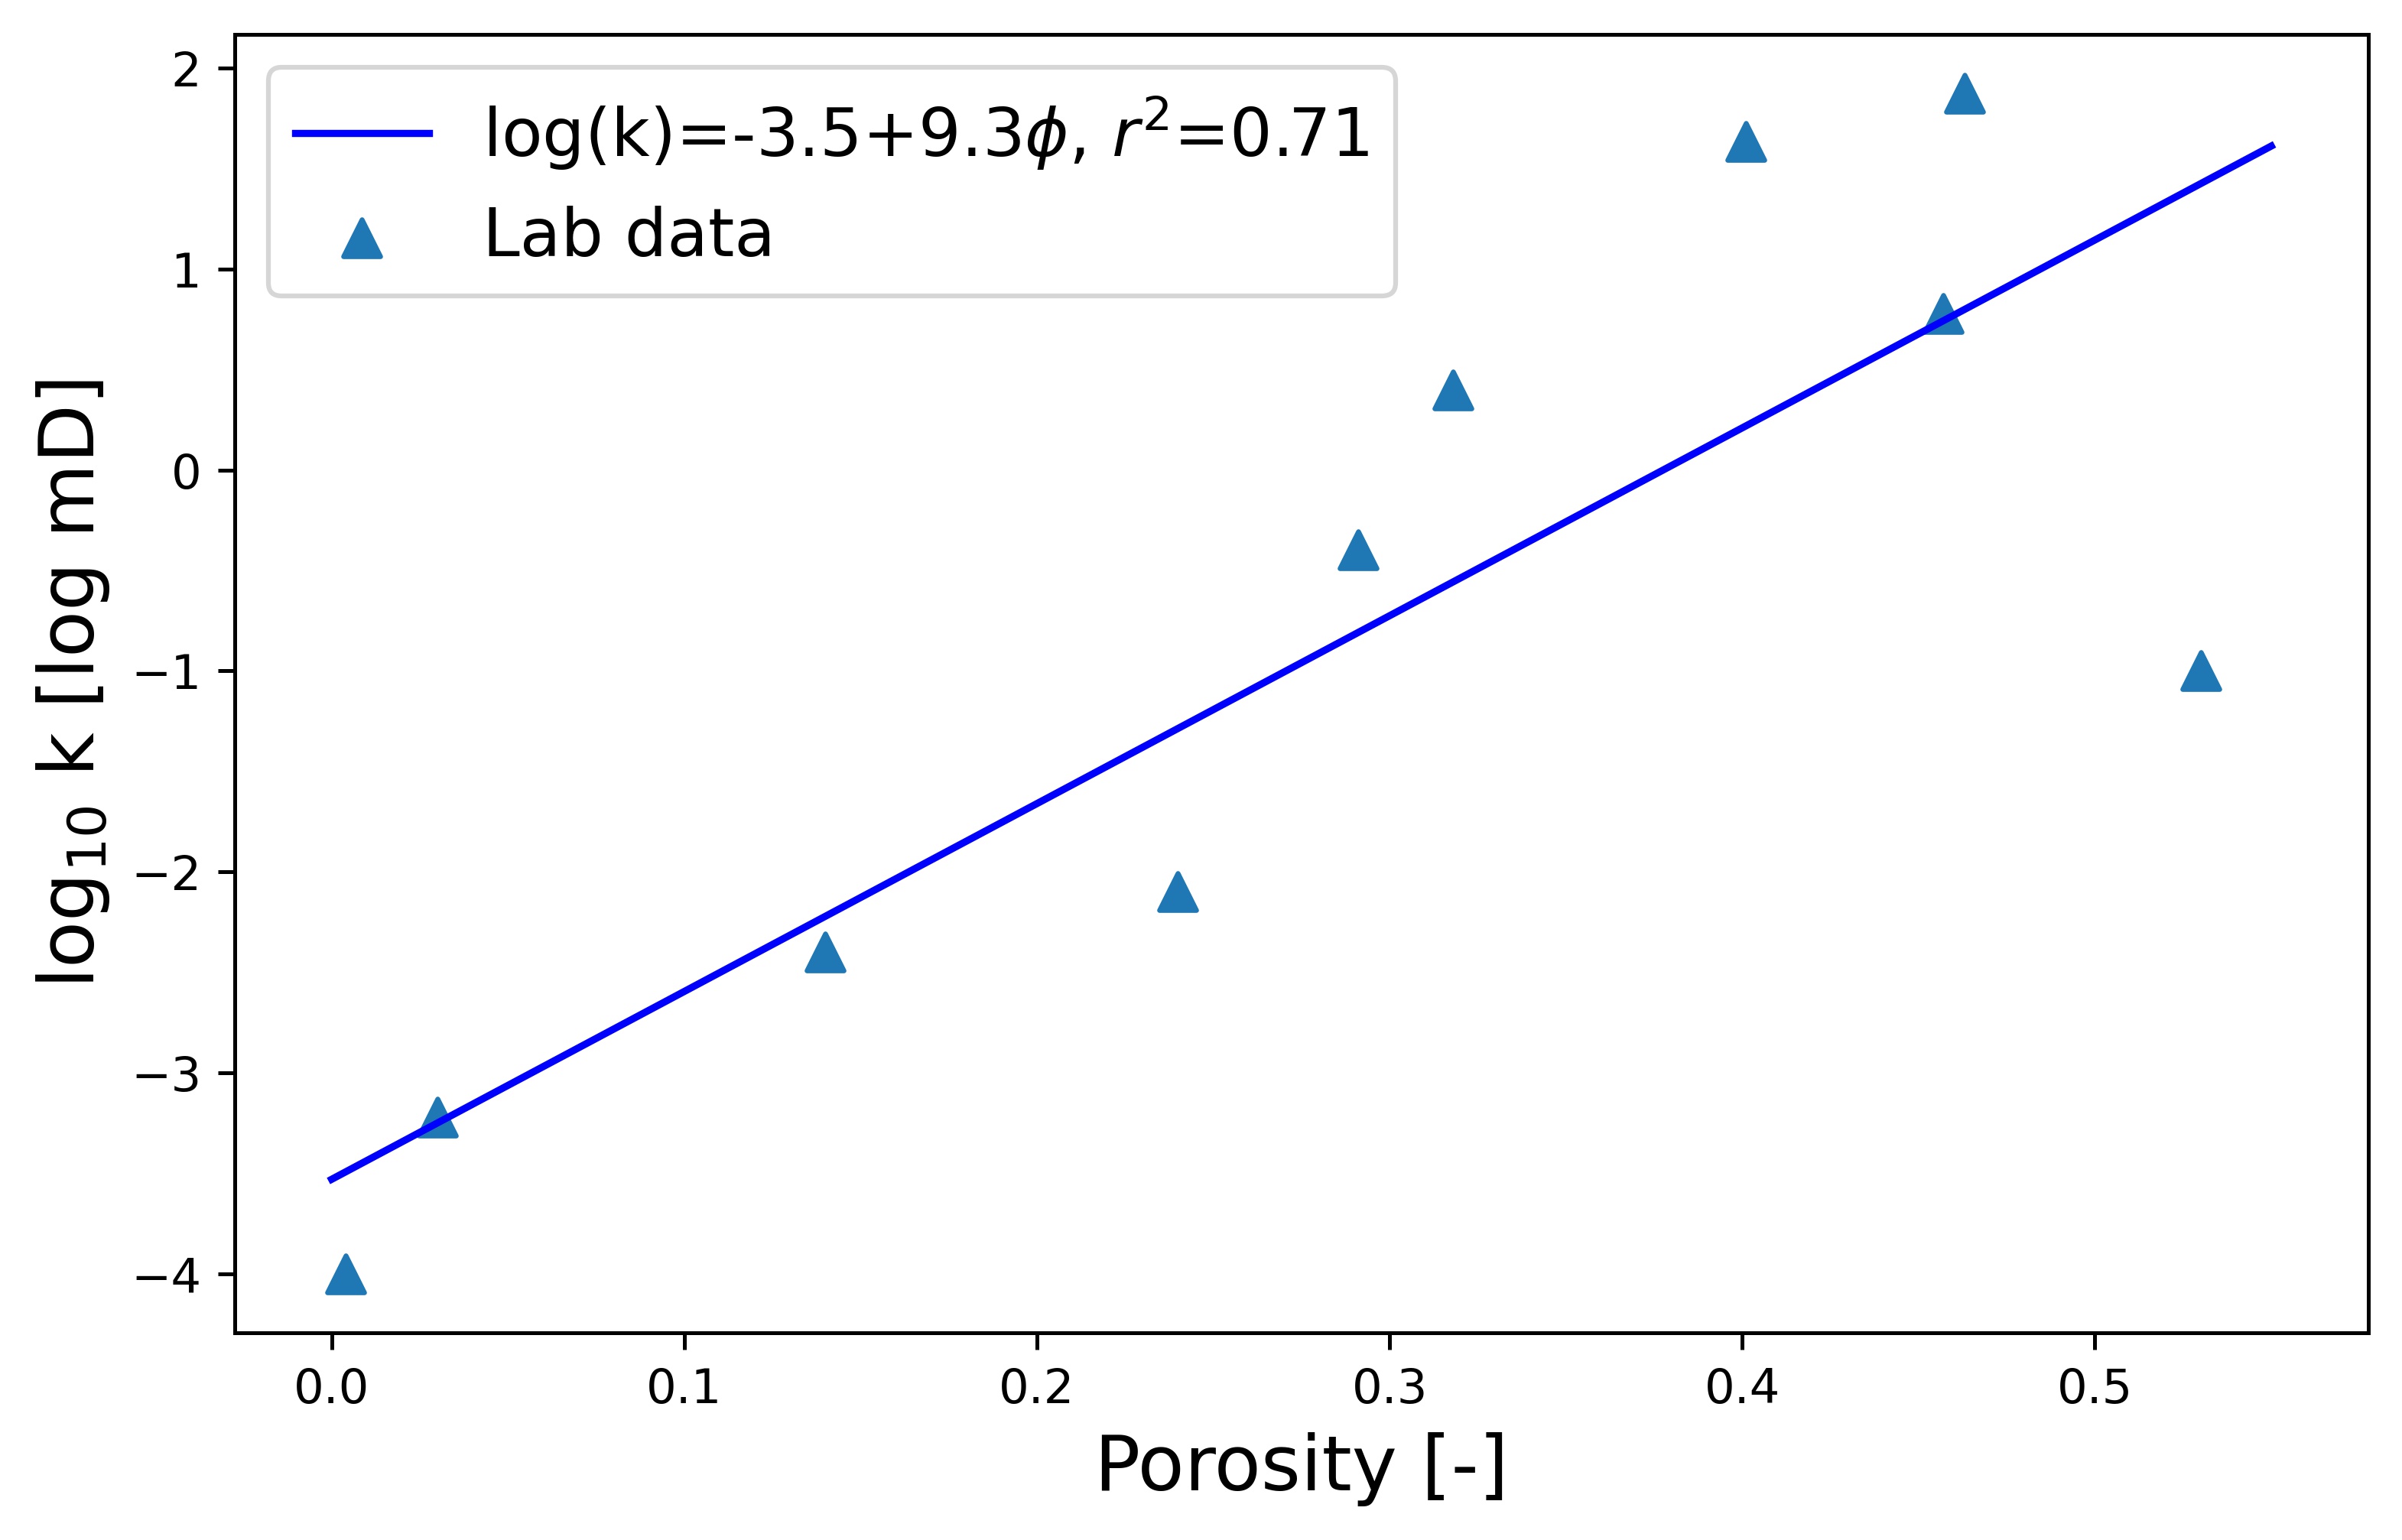 log(k)=-3.5+9.3ϕ, r²=0.71
Lab data
2
1
0
−1
−2
−3
−4
log₁₀ k [log mD]
0.0 0.1 0.2 0.3 0.4 0.5
Porosity [-]